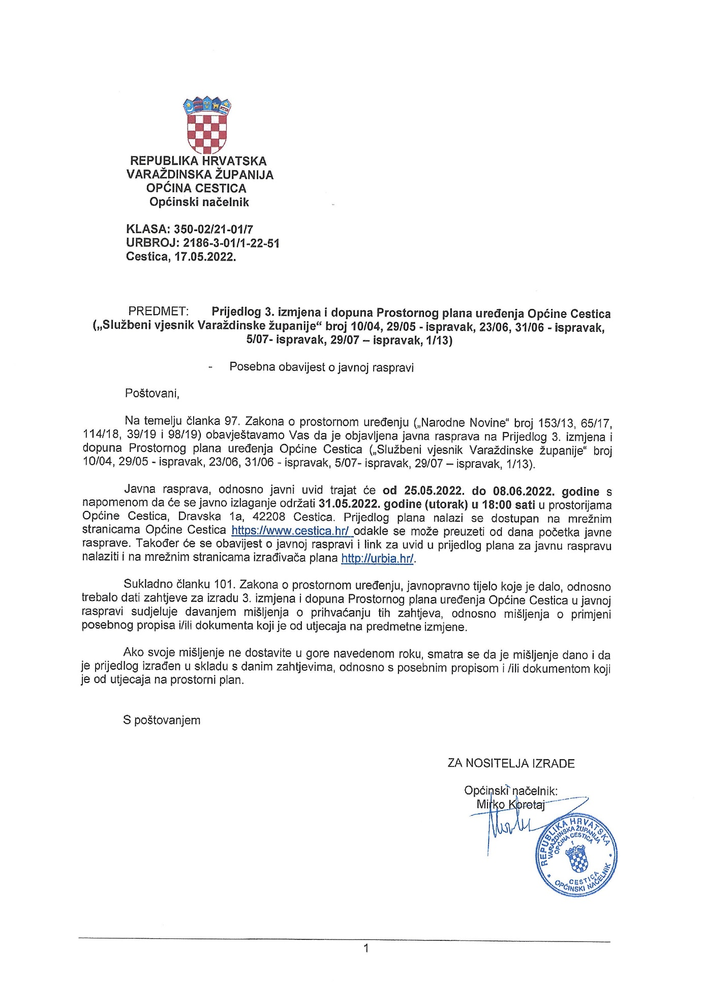 REPUBLIKA HRVATSKA
VARAŽDINSKA ŽUPANIJA
OPĆINA CESTICA
Općinski načelnik
KLASA: 350-02/21-01/7
URBROJ: 2186-3-01/1-22-51
Cestica, 17.05.2022.
PREDMET: Prijedlog 3. izmjena i dopuna Prostornog plana uređenja Općine Cestica
(„Službeni vjesnik Varaždinske županije“ broj 10/04, 29/05 - ispravak, 23/06, 31/06 - ispravak,
5/07- ispravak, 29/07 – ispravak, 1/13)
- Posebna obavijest o javnoj raspravi
Poštovani,
Na temelju članka 97. Zakona o prostornom uređenju („Narodne Novine“ broj 153/13, 65/17,
114/18, 39/19 i 98/19) obavještavamo Vas da je objavljena javna rasprava na Prijedlog 3. izmjena i
dopuna Prostornog plana uređenja Općine Cestica („Službeni vjesnik Varaždinske županije“ broj
10/04, 29/05 - ispravak, 23/06, 31/06 - ispravak, 5/07- ispravak, 29/07 – ispravak, 1/13).
Javna rasprava, odnosno javni uvid trajat će od 25.05.2022. do 08.06.2022. godine s
napomenom da će se javno izlaganje održati 31.05.2022. godine (utorak) u 18:00 sati u prostorijama
Općine Cestica, Dravska 1a, 42208 Cestica. Prijedlog plana nalazi se dostupan na mrežnim
stranicama Općine Cestica https://www.cestica.hr/ odakle se može preuzeti od dana početka javne
rasprave. Također će se obavijest o javnoj raspravi i link za uvid u prijedlog plana za javnu raspravu
nalaziti i na mrežnim stranicama izrađivača plana http://urbia.hr/.
Sukladno članku 101. Zakona o prostornom uređenju, javnopravno tijelo koje je dalo, odnosno
trebalo dati zahtjeve za izradu 3. izmjena i dopuna Prostornog plana uređenja Općine Cestica u javnoj
raspravi sudjeluje davanjem mišljenja o prihvaćanju tih zahtjeva, odnosno mišljenja o primjeni
posebnog propisa i/ili dokumenta koji je od utjecaja na predmetne izmjene.
Ako svoje mišljenje ne dostavite u gore navedenom roku, smatra se da je mišljenje dano i da
je prijedlog izrađen u skladu s danim zahtjevima, odnosno s posebnim propisom i /ili dokumentom koji
je od utjecaja na prostorni plan.
S poštovanjem
ZA NOSITELJA IZRADE
Općinski načelnik:
Mirko Korotaj
REPUBLIKA HRVATSKA
VARAŽDINSKA ŽUPANIJA
OPĆINA CESTICA
1
CESTICA
OPĆINSKI NAČELNIK
1